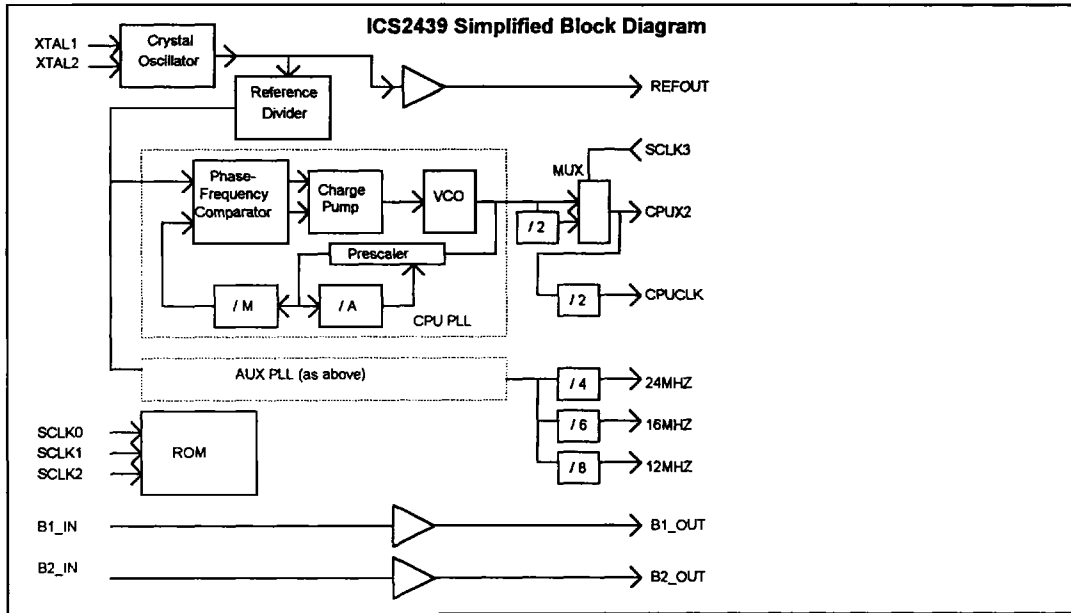 ICS2439 Simplified Block Diagram
XTAL1
XTAL2
Crystal
Oscillator
Reference
Divider
REFOUT
SCLK3
MUX
Phase-
Frequency
Comparator
Charge
Pump
VCO
/ 2
CPUX2
Prescaler
/ M
/ A
CPU PLL
/ 2
CPUCLK
AUX PLL (as above)
/ 4
24MHZ
/ 6
16MHZ
/ 8
12MHZ
SCLK0
SCLK1
SCLK2
ROM
B1_IN
B1_OUT
B2_IN
B2_OUT